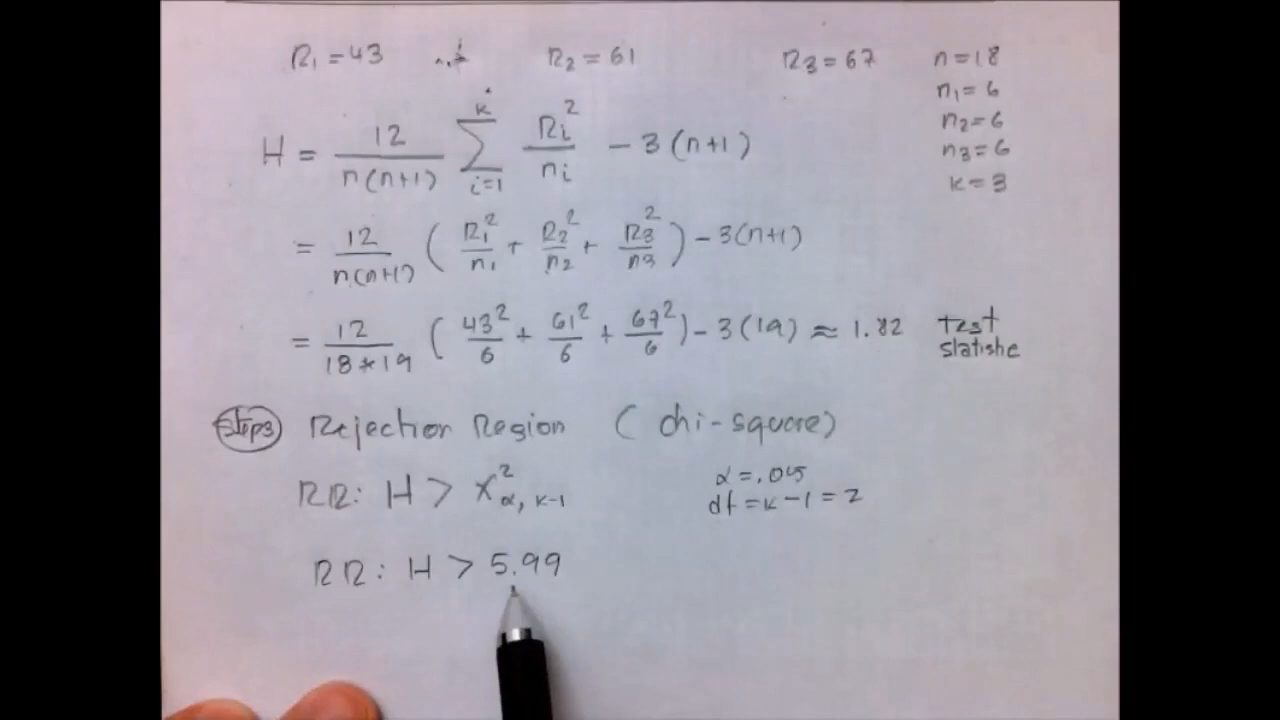 R₁ = 43 R₂ = 61 R₃ = 67 n = 18
n₁ = 6
n₂ = 6
n₃ = 6
k = 3
H = 12/n(n+1) ∑_{i=1}^{k} Rᵢ²/nᵢ − 3(n+1)
= 12/n(n+1) ( R₁²/n₁ + R₂²/n₂ + R₃²/n₃ ) − 3(n+1)
= 12/18*19 ( 43²/6 + 61²/6 + 67²/6 ) − 3(19) ≈ 1.82 test
statistic
Step3 Rejection Region (chi-square)
RR: H > χ²_{α, k-1} α = .05
df = k − 1 = 2
RR: H > 5.99